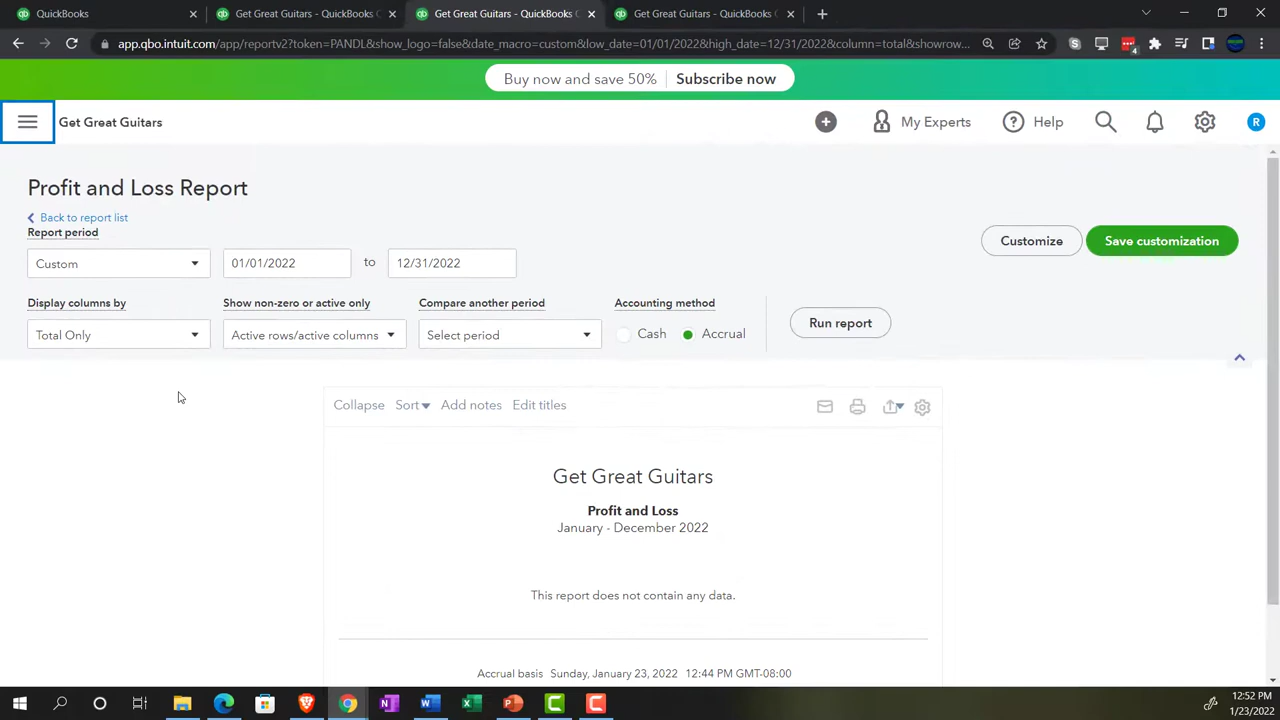 QuickBooks O
Get Great Guitars - QuickBooks O
Get Great Guitars - QuickBooks O
Get Great Guitars - QuickBooks O
app.qbo.intuit.com/app/reportv2?token=PANDL&show_logo=false&date_macro=custom&low_date=01/01/2022&high_date=12/31/2022&column=total&showrow...
4
Buy now and save 50% Subscribe now
Get Great Guitars My Experts Help R
Profit and Loss Report
Back to report list
Report period
Customize Save customization
Custom 01/01/2022 to 12/31/2022
Display columns by Show non-zero or active only Compare another period Accounting method
Total Only Active rows/active columns Select period Cash Accrual Run report
Collapse Sort Add notes Edit titles
Get Great Guitars
Profit and Loss
January - December 2022
This report does not contain any data.
Accrual basis Sunday, January 23, 2022 12:44 PM GMT-08:00
12:52 PM
1/23/2022